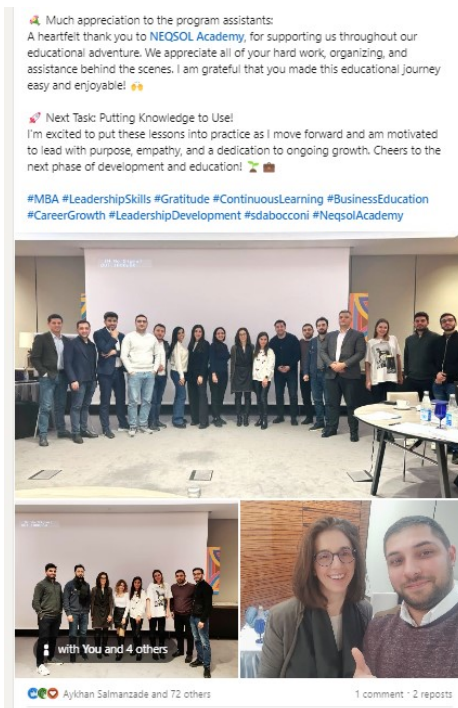 Much appreciation to the program assistants:
A heartfelt thank you to NEQSOL Academy, for supporting us throughout our
educational adventure. We appreciate all of your hard work, organizing, and
assistance behind the scenes. I am grateful that you made this educational journey
easy and enjoyable! 🙌
🚀 Next Task: Putting Knowledge to Use!
I'm excited to put these lessons into practice as I move forward and am motivated
to lead with purpose, empathy, and a dedication to ongoing growth. Cheers to the
next phase of development and education! 🌱 💼
#MBA #LeadershipSkills #Gratitude #ContinuousLearning #BusinessEducation
#CareerGrowth #LeadershipDevelopment #sdabocconi #NeqsolAcademy
with You and 4 others
Aykhan Salmanzade and 72 others
1 comment · 2 reposts